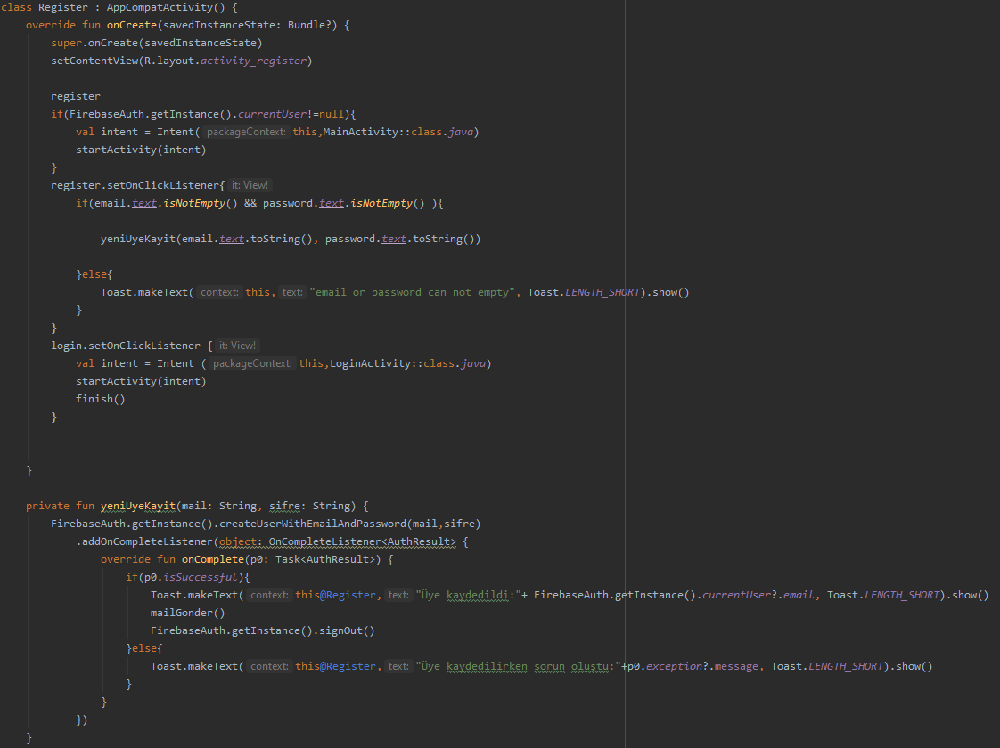 class Register : AppCompatActivity() {
override fun onCreate(savedInstanceState: Bundle?) {
super.onCreate(savedInstanceState)
setContentView(R.layout.activity_register)
register
if(FirebaseAuth.getInstance().currentUser!=null){
val intent = Intent( packageContext: this,MainActivity::class.java)
startActivity(intent)
}
register.setOnClickListener{ it: View!
if(email.text.isNotEmpty() && password.text.isNotEmpty() ){
yeniUyeKayit(email.text.toString(), password.text.toString())
}else{
Toast.makeText( context: this, text: "email or password can not empty", Toast.LENGTH_SHORT).show()
}
}
login.setOnClickListener { it: View!
val intent = Intent ( packageContext: this,LoginActivity::class.java)
startActivity(intent)
finish()
}
}
private fun yeniUyeKayit(mail: String, sifre: String) {
FirebaseAuth.getInstance().createUserWithEmailAndPassword(mail,sifre)
.addOnCompleteListener(object: OnCompleteListener<AuthResult> {
override fun onComplete(p0: Task<AuthResult>) {
if(p0.isSuccessful){
Toast.makeText( context: this@Register, text: "Üye kaydedildi:"+ FirebaseAuth.getInstance().currentUser?.email, Toast.LENGTH_SHORT).show()
mailGonder()
FirebaseAuth.getInstance().signOut()
}else{
Toast.makeText( context: this@Register, text: "Üye kaydedilirken sorun oluştu:"+p0.exception?.message, Toast.LENGTH_SHORT).show()
}
}
})
}